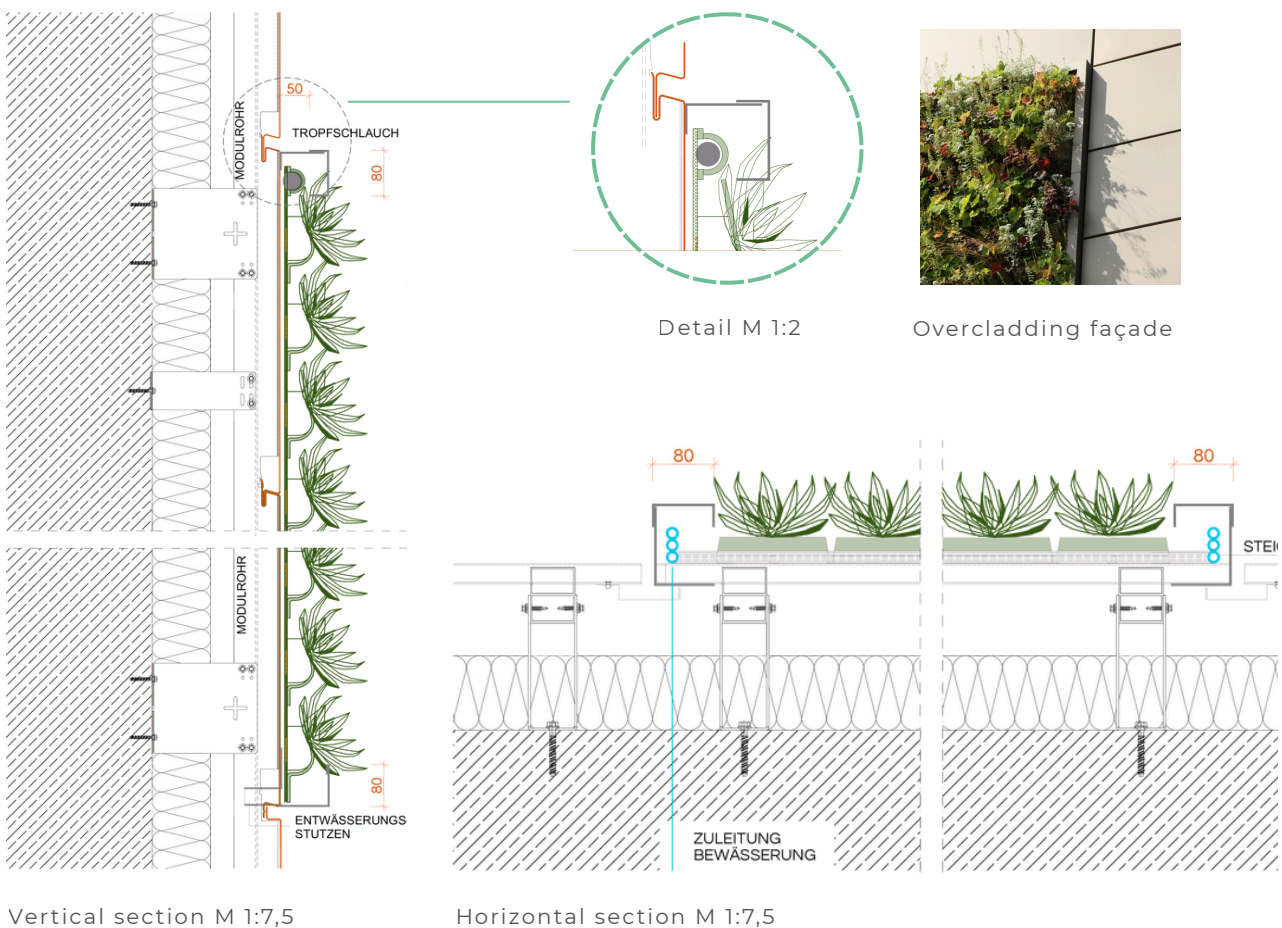 50
MODULROHR
TROPFSCHLAUCH
80
Detail M 1:2
Overcladding façade
80
80
STEIG
MODULROHR
80
ENTWÄSSERUNGS
STUTZEN
ZULEITUNG
BEWÄSSERUNG
Vertical section M 1:7,5
Horizontal section M 1:7,5